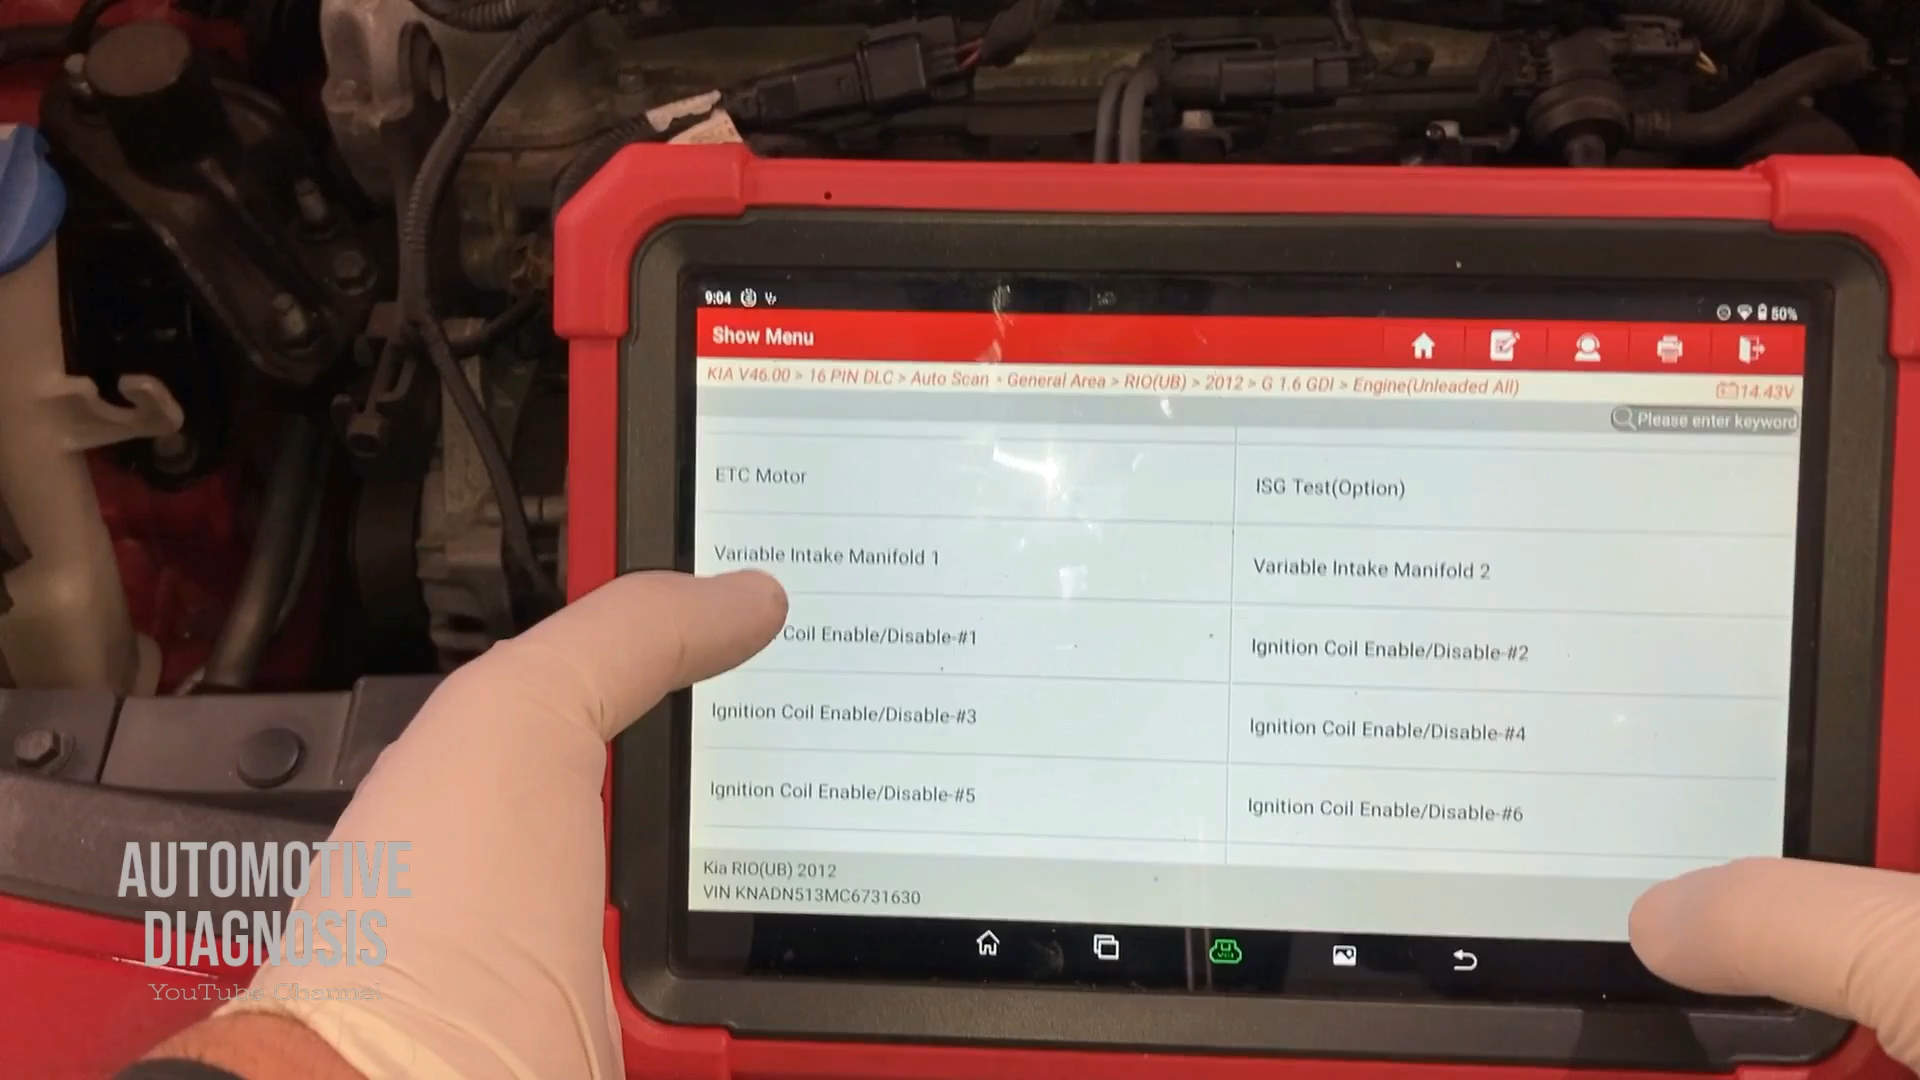 9:04
50%
Show Menu
KIA V46.00 > 16 PIN DLC > Auto Scan - General Area > RIO(UB) > 2012 > G 1.6 GDI > Engine(Unleaded All)
14.43V
Please enter keyword
ETC Motor
ISG Test(Option)
Variable Intake Manifold 1
Variable Intake Manifold 2
Coil Enable/Disable-#1
Ignition Coil Enable/Disable-#2
Ignition Coil Enable/Disable-#3
Ignition Coil Enable/Disable-#4
Ignition Coil Enable/Disable-#5
Ignition Coil Enable/Disable-#6
Kia RIO(UB) 2012
VIN KNADN513MC6731630
AUTOMOTIVE
DIAGNOSIS
YouTube Channel